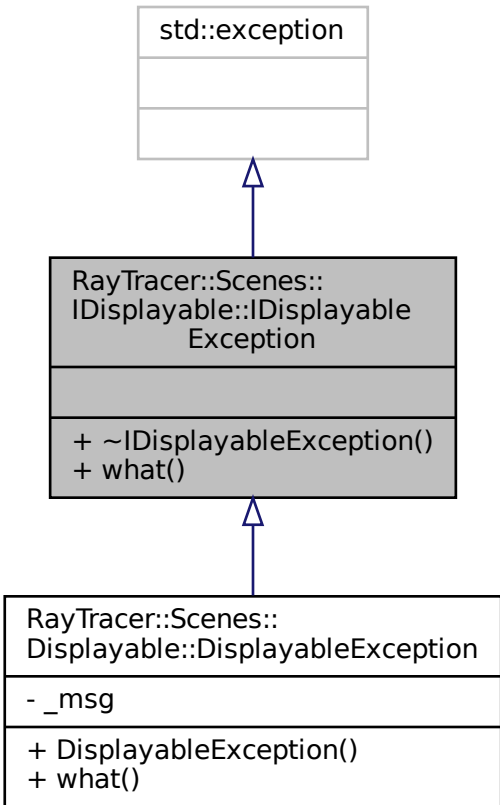 std::exception
RayTracer::Scenes::
IDisplayable::IDisplayable
Exception
+ ~IDisplayableException()
+ what()
RayTracer::Scenes::
Displayable::DisplayableException
- _msg
+ DisplayableException()
+ what()